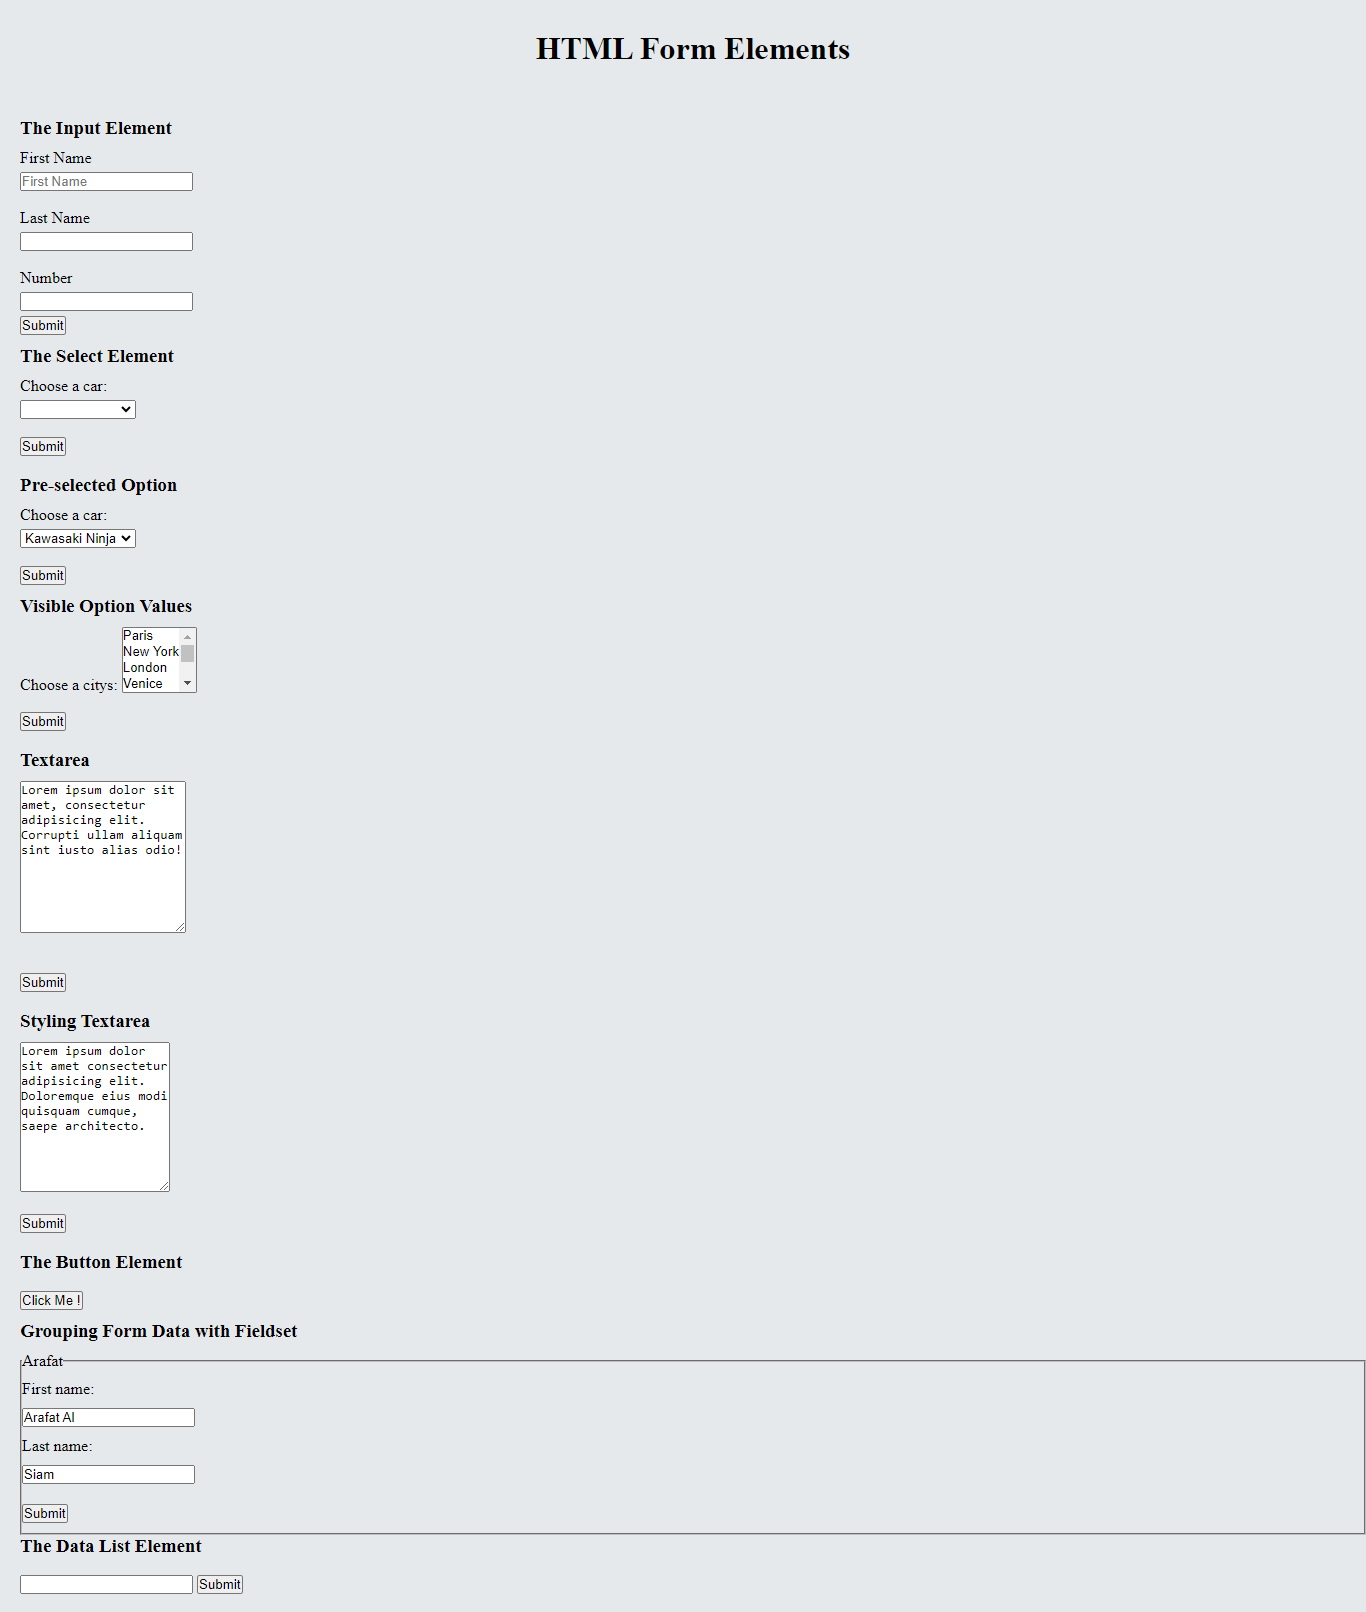 HTML Form Elements
The Input Element
First Name
First Name
Last Name
Number
Submit
The Select Element
Choose a car:
Submit
Pre-selected Option
Choose a car:
Kawasaki Ninja
Submit
Visible Option Values
Paris
New York
London
Venice
Choose a citys:
Submit
Textarea
Lorem ipsum dolor sit
amet, consectetur
adipisicing elit.
Corrupti ullam aliquam
sint iusto alias odio!
Submit
Styling Textarea
Lorem ipsum dolor
sit amet consectetur
adipisicing elit.
Doloremque eius modi
quisquam cumque,
saepe architecto.
Submit
The Button Element
Click Me !
Grouping Form Data with Fieldset
Arafat
First name:
Arafat Al
Last name:
Siam
Submit
The Data List Element
Submit